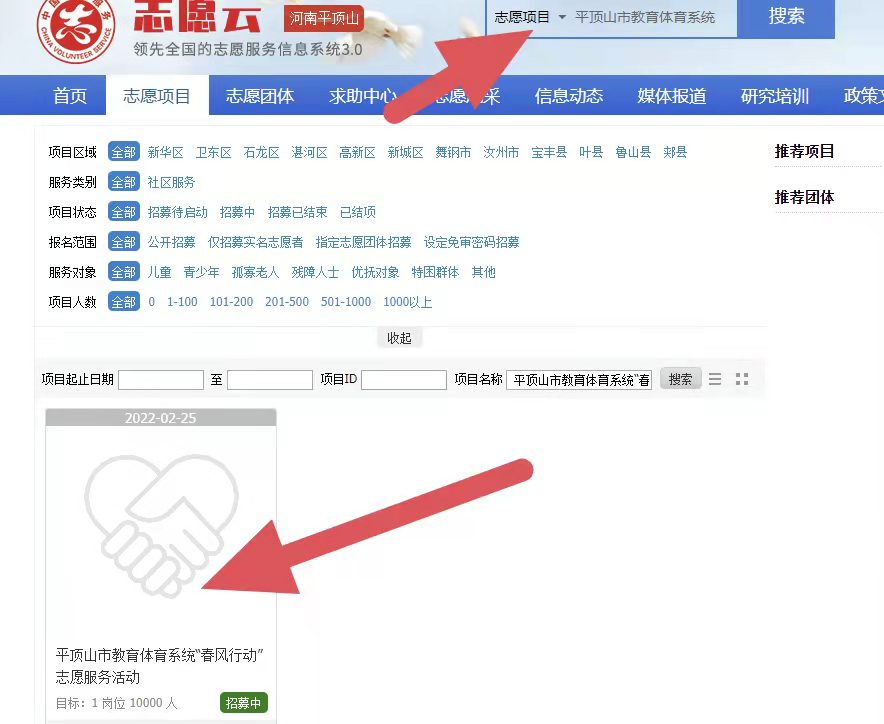 志愿云 河南平顶山
领先全国的志愿服务信息系统3.0
CHINA VOLUNTEER SERVICE
志愿项目 平顶山市教育体育系统 搜索
首页 志愿项目 志愿团体 求助中心 信息动态 媒体报道 研究培训 政策
项目区域 全部 新华区 卫东区 石龙区 湛河区 高新区 新城区 舞钢市 汝州市 宝丰县 叶县 鲁山县 郏县
服务类别 全部 社区服务
项目状态 全部 招募待启动 招募中 招募已结束 已结项
报名范围 全部 公开招募 仅招募实名志愿者 指定志愿团体招募 设定免审密码招募
服务对象 全部 儿童 青少年 孤寡老人 残障人士 优抚对象 特困群体 其他
项目人数 全部 0 1-100 101-200 201-500 501-1000 1000以上
推荐项目
推荐团体
收起
项目起止日期 至 项目ID 项目名称 平顶山市教育体育系统“春 搜索
2022-02-25
平顶山市教育体育系统“春风行动”
志愿服务活动
目标：1 岗位 10000 人 招募中